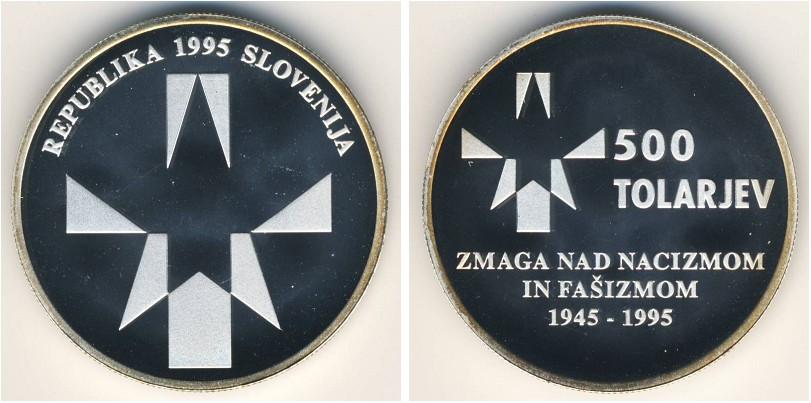 REPUBLIKA 1995 SLOVENIJA
500
TOLARJEV
ZMAGA NAD NACIZMOM
IN FAŠIZMOM
1945 - 1995